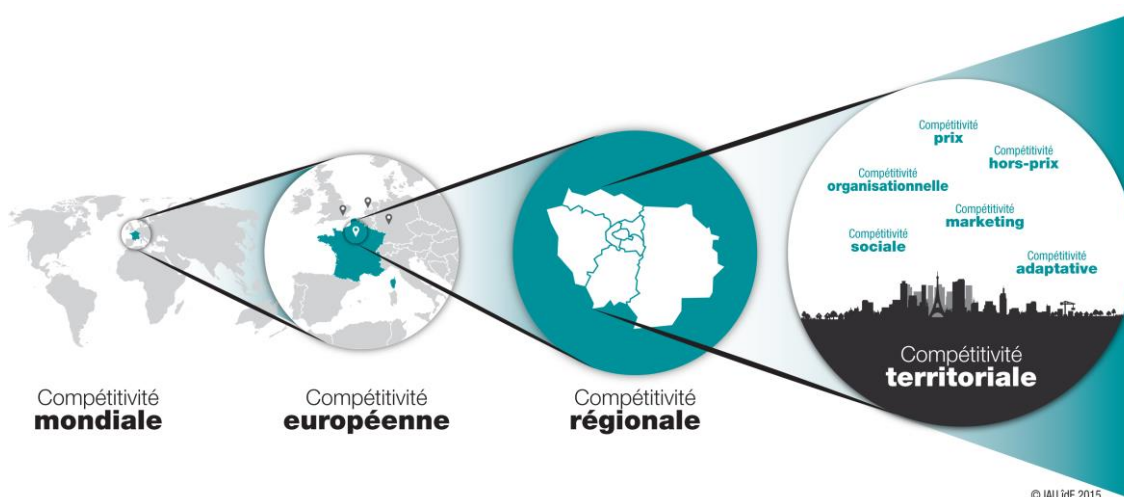 Compétitivité
mondiale
Compétitivité
européenne
Compétitivité
régionale
Compétitivité
prix
Compétitivité
hors-prix
Compétitivité
organisationnelle
Compétitivité
marketing
Compétitivité
sociale
Compétitivité
adaptative
Compétitivité
territoriale
© IAU îdF 2015